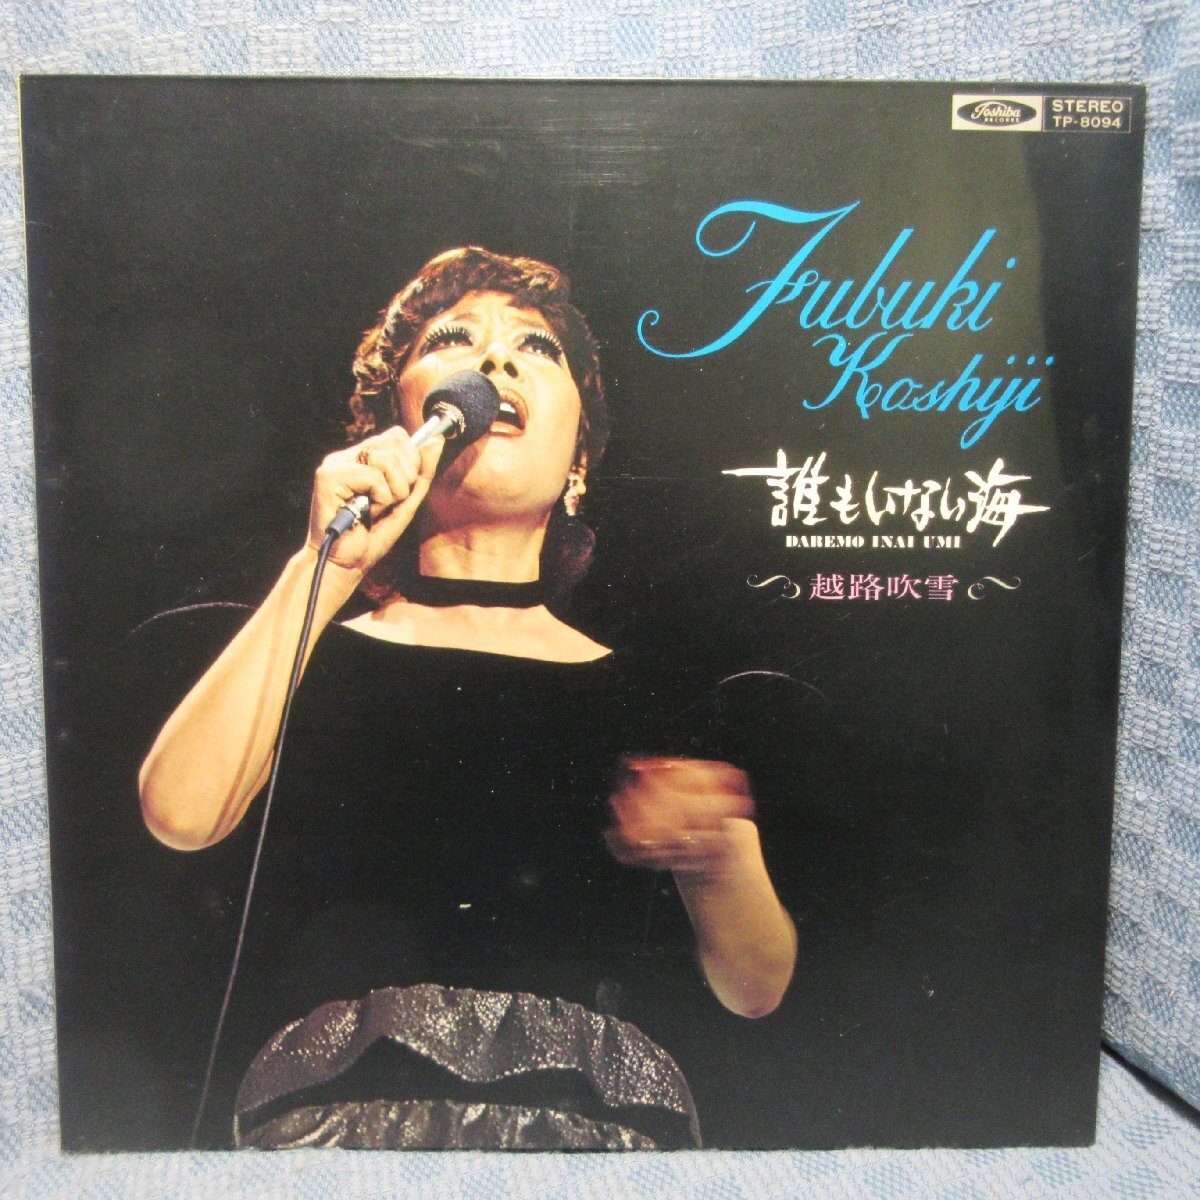 Toshiba
RECORDS
STEREO
TP-8094
Fubuki
Koshiji
誰もいない海
DAREMO INAI UMI
越路吹雪